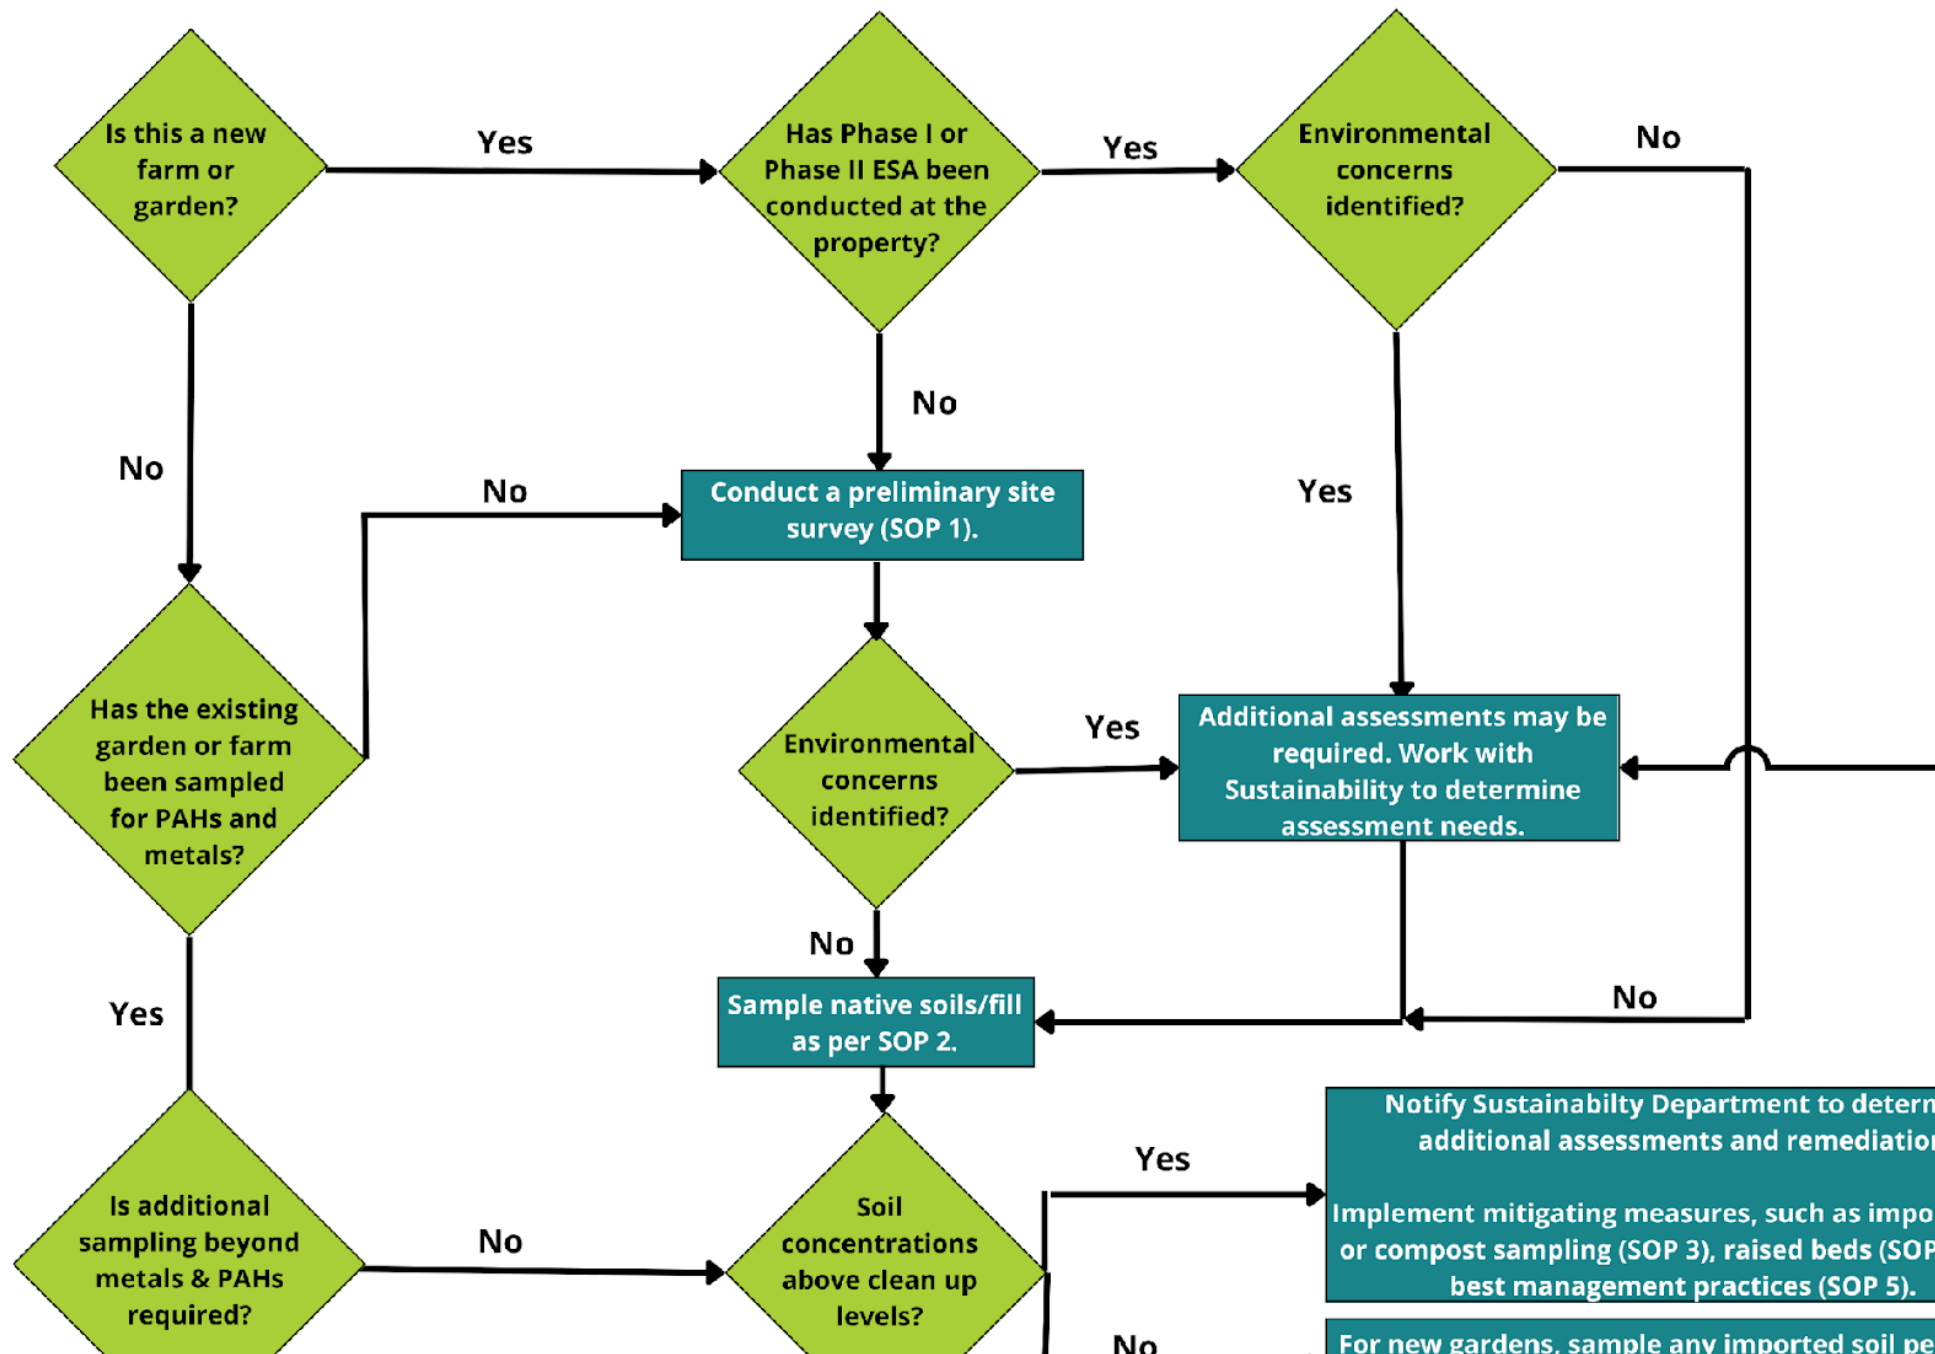 Is this a new
farm or
garden?
Yes
Has Phase I or
Phase II ESA been
conducted at the
property?
Yes
Environmental
concerns
identified?
No
No
No
Yes
No
Conduct a preliminary site
survey (SOP 1).
Has the existing
garden or farm
been sampled
for PAHs and
metals?
Environmental
concerns
identified?
Yes
Additional assessments may be
required. Work with
Sustainability to determine
assessment needs.
No
Yes
Sample native soils/fill
as per SOP 2.
No
Is additional
sampling beyond
metals & PAHs
required?
No
Soil
concentrations
above clean up
levels?
Yes
Notify Sustainabilty Department to
additional assessments and
Implement mitigating measures, such as
or compost sampling (SOP 3), raised beds (SOP
best management practices (SOP 5).
No
For new gardens, sample any imported soil